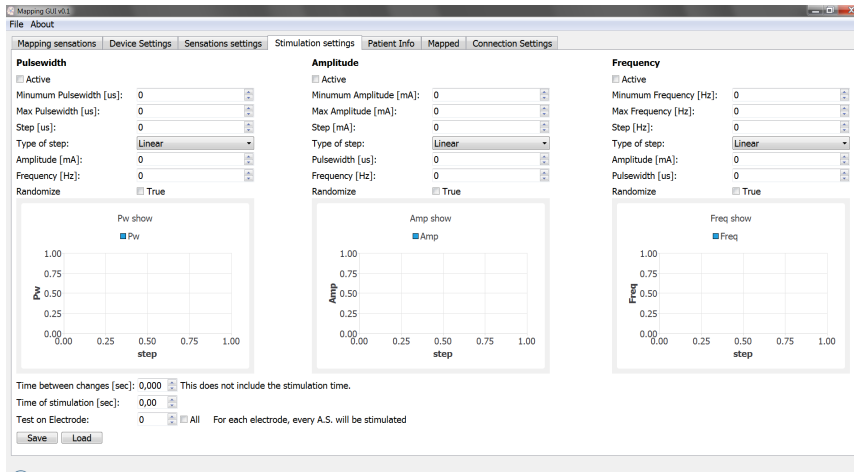 Mapping GUI v0.1
File About
Mapping sensations Device Settings Sensations settings Stimulation settings Patient Info Mapped Connection Settings
Pulsewidth
Active
Minumum Pulsewidth [us]: 0
Max Pulsewidth [us]: 0
Step [us]: 0
Type of step: Linear
Amplitude [mA]: 0
Frequency [Hz]: 0
Randomize True
Pw show
Pw
1.00
0.75
0.50
0.25
0.00
Pw
0.00 0.25 0.50 0.75 1.00
step
Amplitude
Active
Minumum Amplitude [mA]: 0
Max Amplitude [mA]: 0
Step [mA]: 0
Type of step: Linear
Pulsewidth [us]: 0
Frequency [Hz]: 0
Randomize True
Amp show
Amp
1.00
0.75
0.50
0.25
0.00
Amp
0.00 0.25 0.50 0.75 1.00
step
Frequency
Active
Minumum Frequency [Hz]: 0
Max Frequency [Hz]: 0
Step [Hz]: 0
Type of step: Linear
Amplitude [mA]: 0
Pulsewidth [us]: 0
Randomize True
Freq show
Freq
1.00
0.75
0.50
0.25
0.00
Freq
0.00 0.25 0.50 0.75 1.00
step
Time between changes [sec]: 0,000 This does not include the stimulation time.
Time of stimulation [sec]: 0,00
Test on Electrode: 0 All For each electrode, every A.S. will be stimulated
Save Load